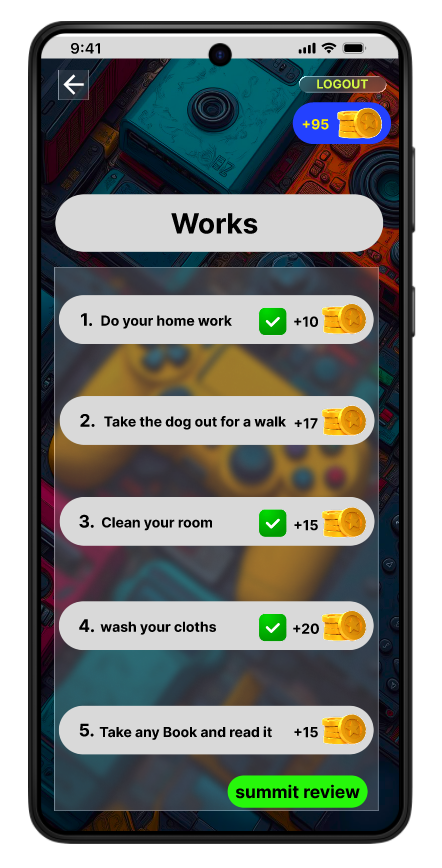 9:41
LOGOUT
+95
Works
1. Do your home work +10
2. Take the dog out for a walk +17
3. Clean your room +15
4. wash your cloths +20
5. Take any Book and read it +15
summit review